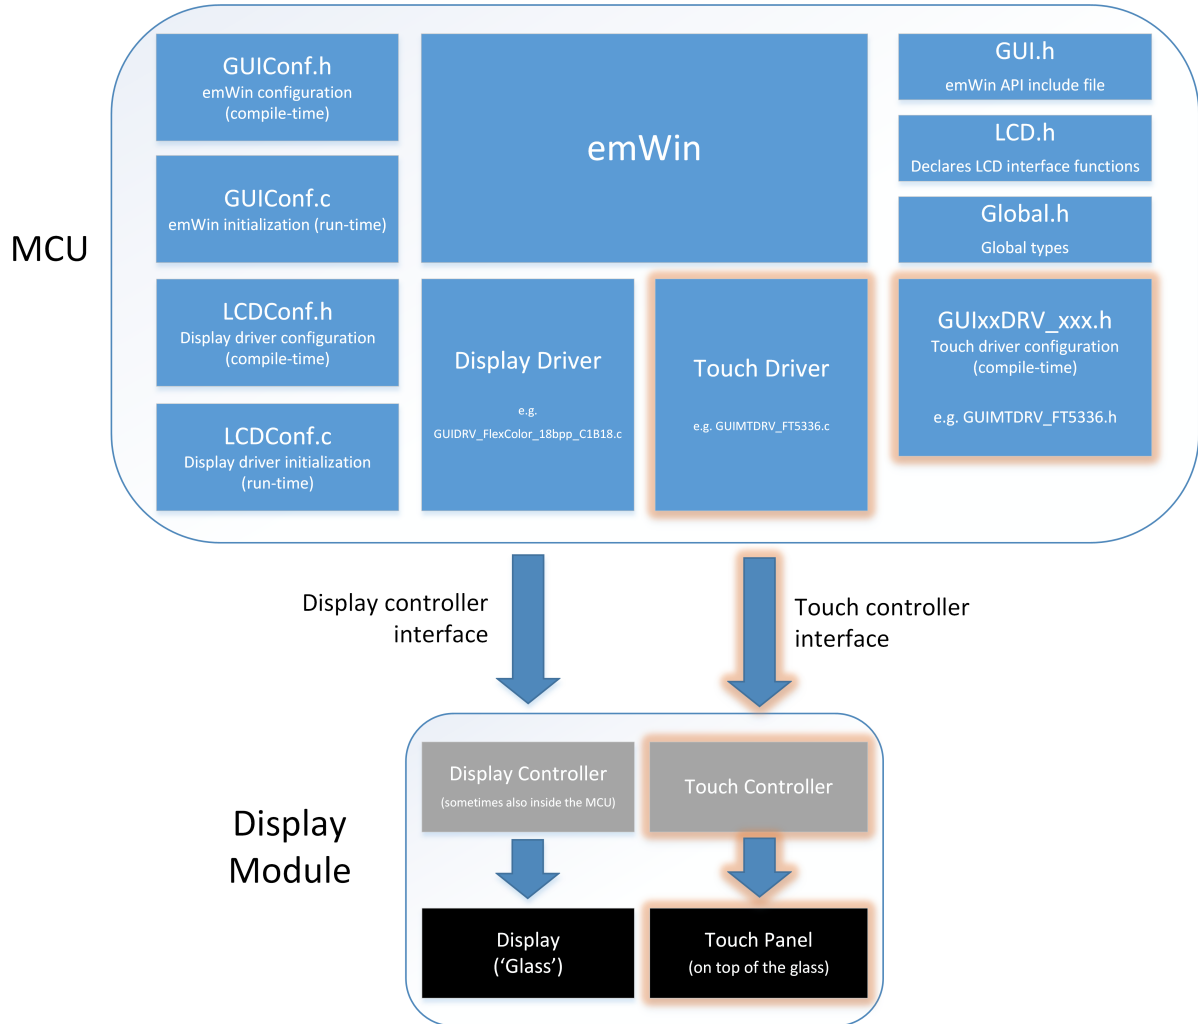 GUIConf.h
emWin configuration
(compile-time)
GUIConf.c
emWin initialization (run-time)
LCDConf.h
Display driver configuration
(compile-time)
LCDConf.c
Display driver initialization
(run-time)
emWin
Display Driver
e.g.
GUIDRV_FlexColor_18bpp_C1B18.c
Touch Driver
e.g. GUIMTDRV_FT5336.c
GUI.h
emWin API include file
LCD.h
Declares LCD interface functions
Global.h
Global types
GUIxxDRV_xxx.h
Touch driver configuration
(compile-time)
e.g. GUIMTDRV_FT5336.h
MCU
Display controller
interface
Touch controller
interface
Display
Module
Display Controller
(sometimes also inside the MCU)
Touch Controller
Display
(‘Glass’)
Touch Panel
(on top of the glass)